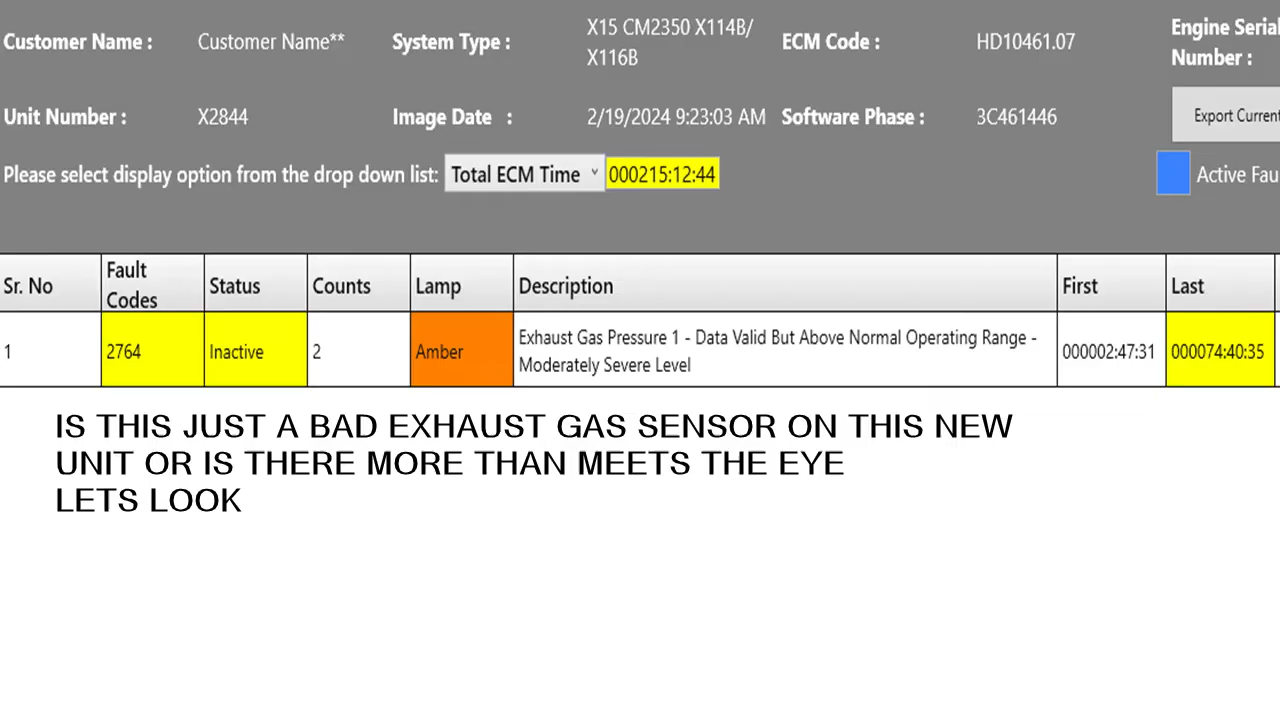 Customer Name : Customer Name** System Type : X15 CM2350 X114B/ X116B ECM Code : HD10461.07 Engine Serial Number :
Unit Number : X2844 Image Date : 2/19/2024 9:23:03 AM Software Phase : 3C461446 Export Current
Please select display option from the drop down list: Total ECM Time 000215:12:44 Active Fau
Sr. No Fault Codes Status Counts Lamp Description First Last
1 2764 Inactive 2 Amber Exhaust Gas Pressure 1 - Data Valid But Above Normal Operating Range - Moderately Severe Level 000002:47:31 000074:40:35
IS THIS JUST A BAD EXHAUST GAS SENSOR ON THIS NEW
UNIT OR IS THERE MORE THAN MEETS THE EYE
LETS LOOK